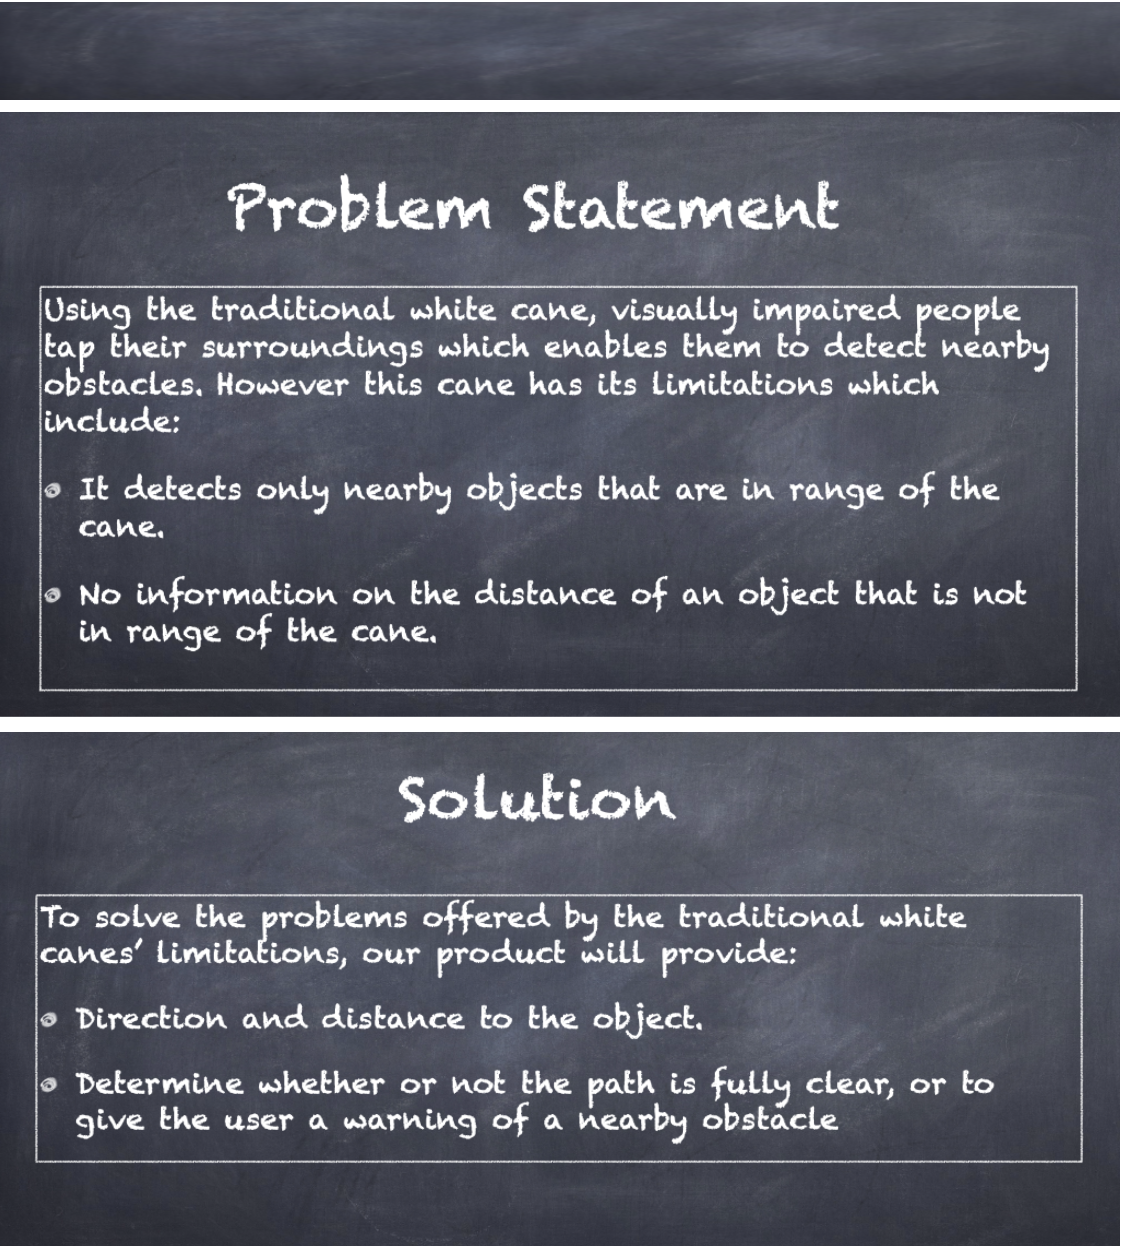 Problem Statement
Using the traditional white cane, visually impaired people
tap their surroundings which enables them to detect nearby
obstacles. However this cane has its limitations which
include:
It detects only nearby objects that are in range of the
cane.
No information on the distance of an object that is not
in range of the cane.
Solution
To solve the problems offered by the traditional white
canes’ limitations, our product will provide:
Direction and distance to the object.
Determine whether or not the path is fully clear, or to
give the user a warning of a nearby obstacle